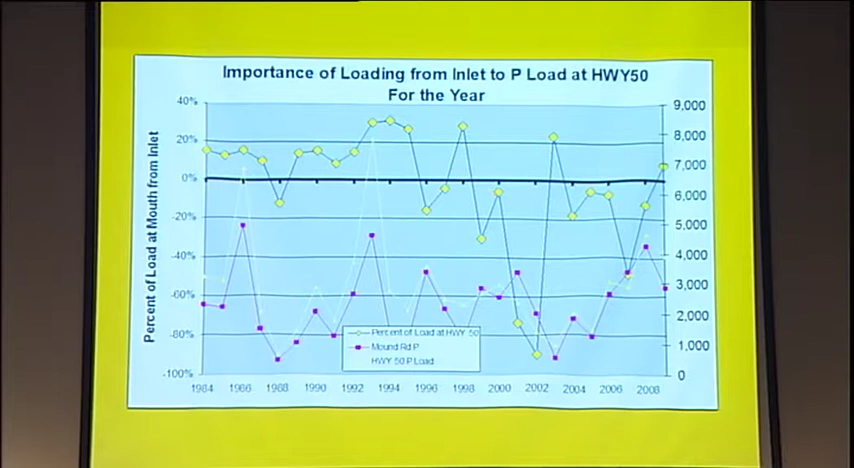 Importance of Loading from Inlet to P Load at HWY50
For the Year
Percent of Load at Mouth from Inlet
40%
20%
0%
-20%
-40%
-60%
-80%
-100%
9,000
8,000
7,000
6,000
5,000
4,000
3,000
2,000
1,000
0
Percent of Load at HWY 50
Mound Rd P
HWY 50 P Load
1984 1986 1988 1990 1992 1994 1996 1998 2000 2002 2004 2006 2008